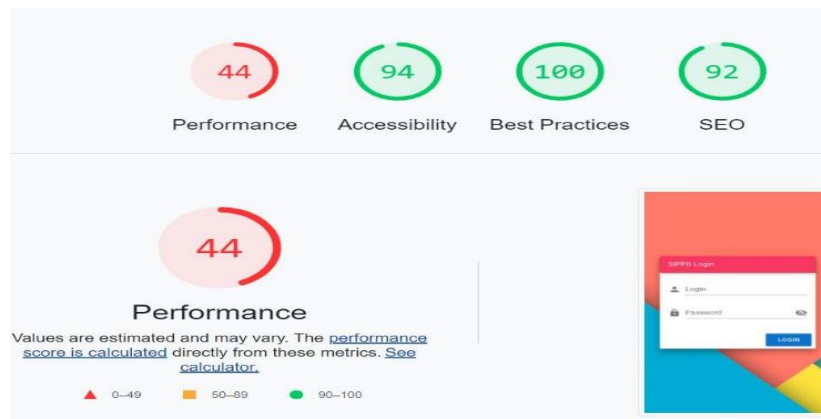 44
94
100
92
Performance
Accessibility
Best Practices
SEO
44
Performance
Values are estimated and may vary. The performance
score is calculated directly from these metrics. See
calculator.
0–49
50–89
90–100
SIPPD Login
Login
Password
LOGIN